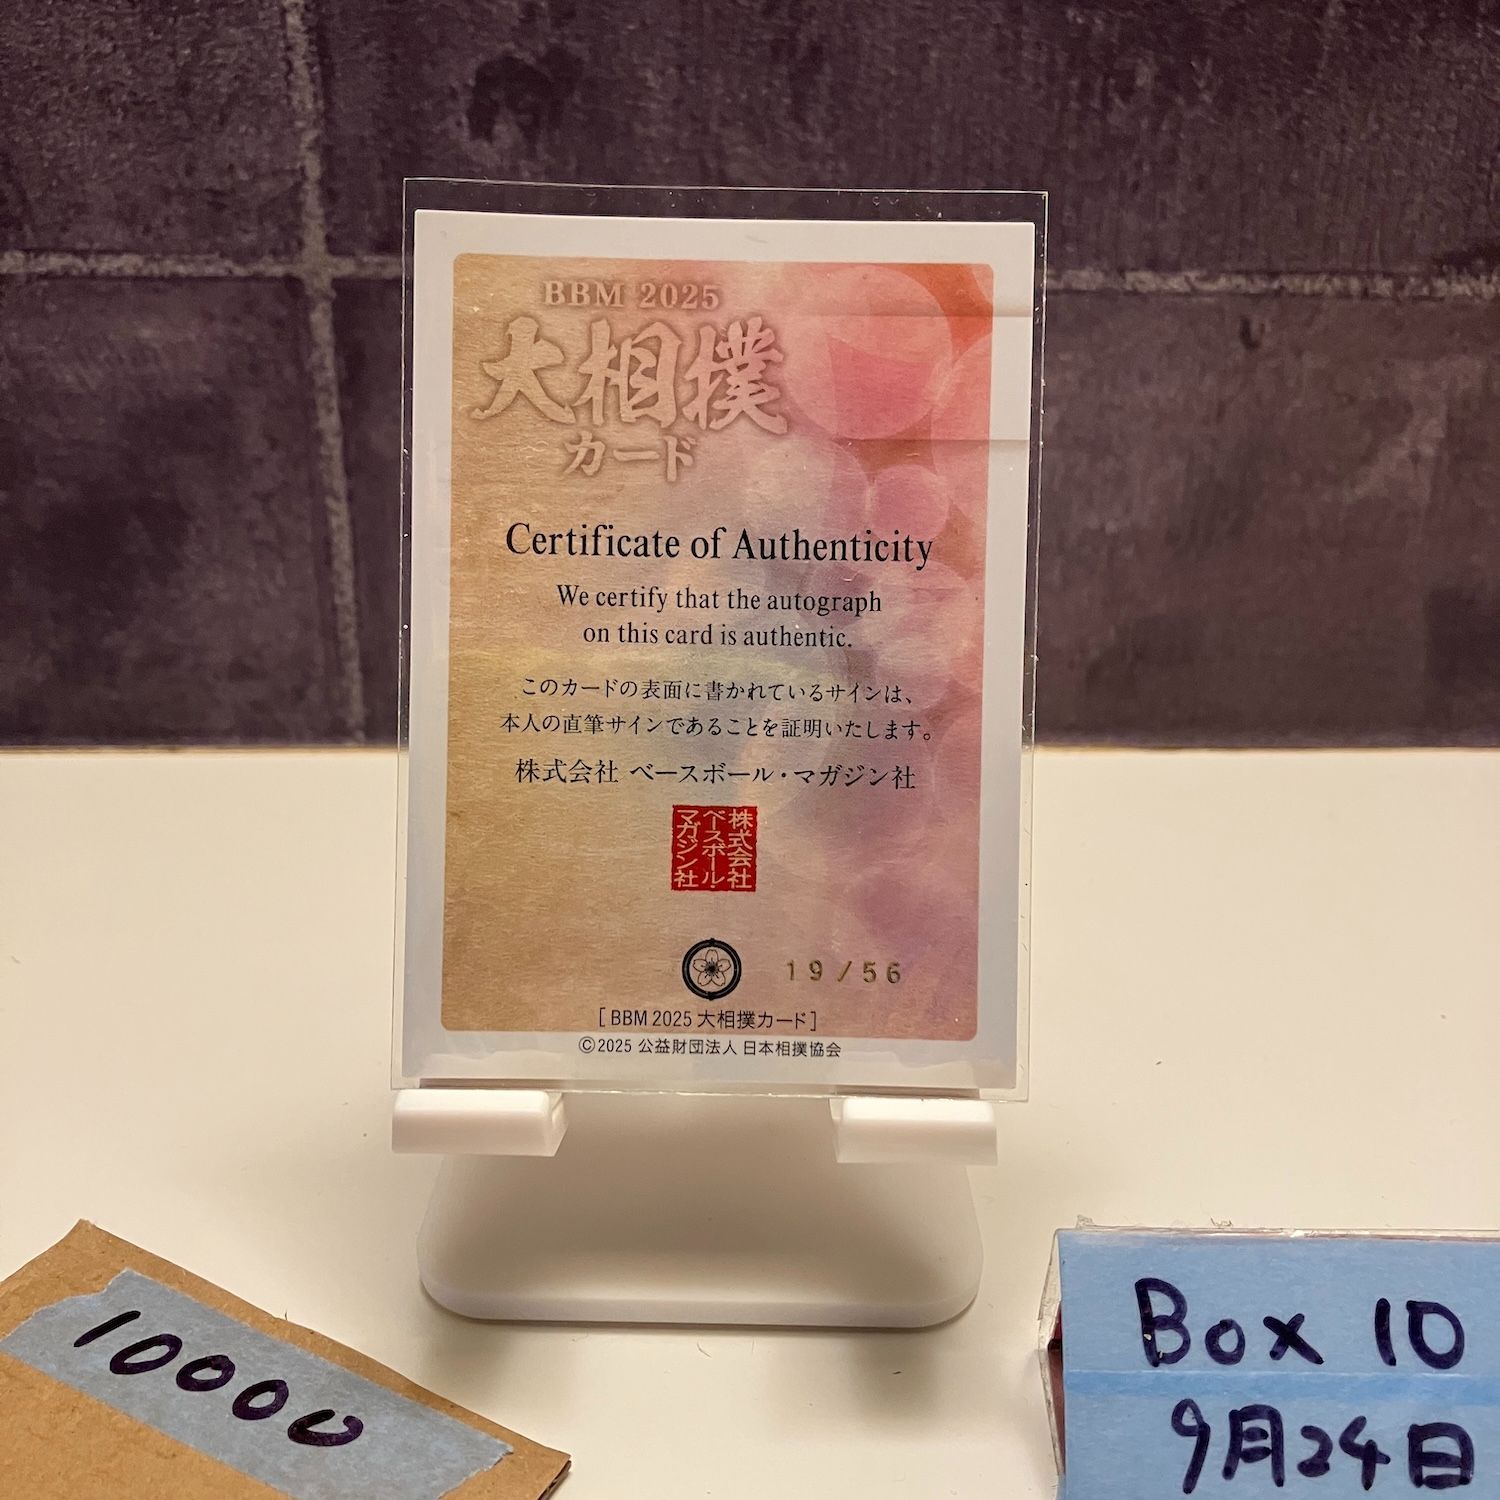 BBM 2025
大相撲
カード
Certificate of Authenticity
We certify that the autograph
on this card is authentic.
このカードの表面に書かれているサインは、
本人の直筆サインであることを証明いたします。
株式会社 ベースボール・マガジン社
株式会社
ベースボール・
マガジン社
19/56
[BBM 2025 大相撲カード]
©2025 公益財団法人 日本相撲協会
10000
Box 10
9月24日